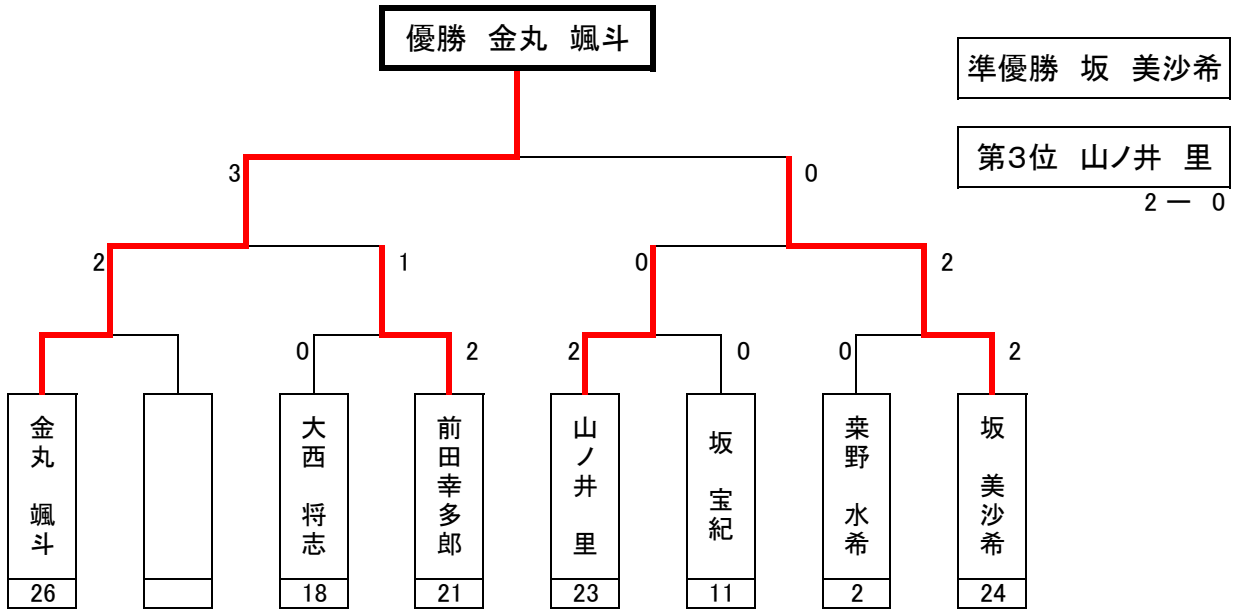 優勝 金丸 颯斗
準優勝 坂 美沙希
第3位 山ノ井 里
2 ー 0
3
0
2
1
0
2
0
2
2
0
0
2
金丸 颯斗
大西 将志
前田幸多郎
山ノ井 里
坂 宝紀
桒野 水希
坂 美沙希
26
18
21
23
11
2
24